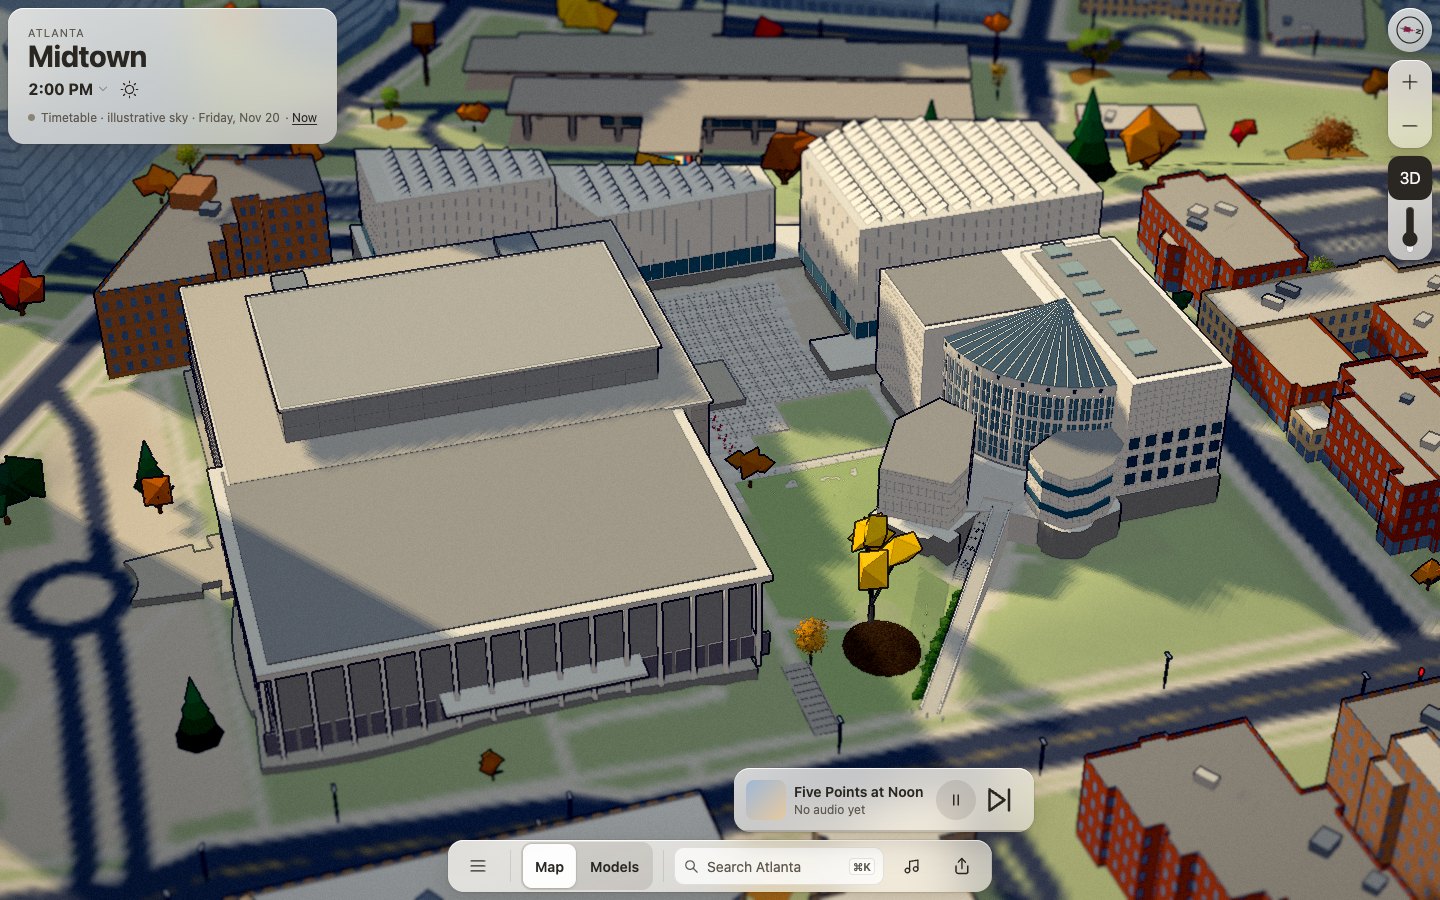 ATLANTA
Midtown
2:00 PM
Timetable · illustrative sky · Friday, Nov 20 · Now
N
+
−
3D
Five Points at Noon
No audio yet
Map
Models
Search Atlanta
⌘K